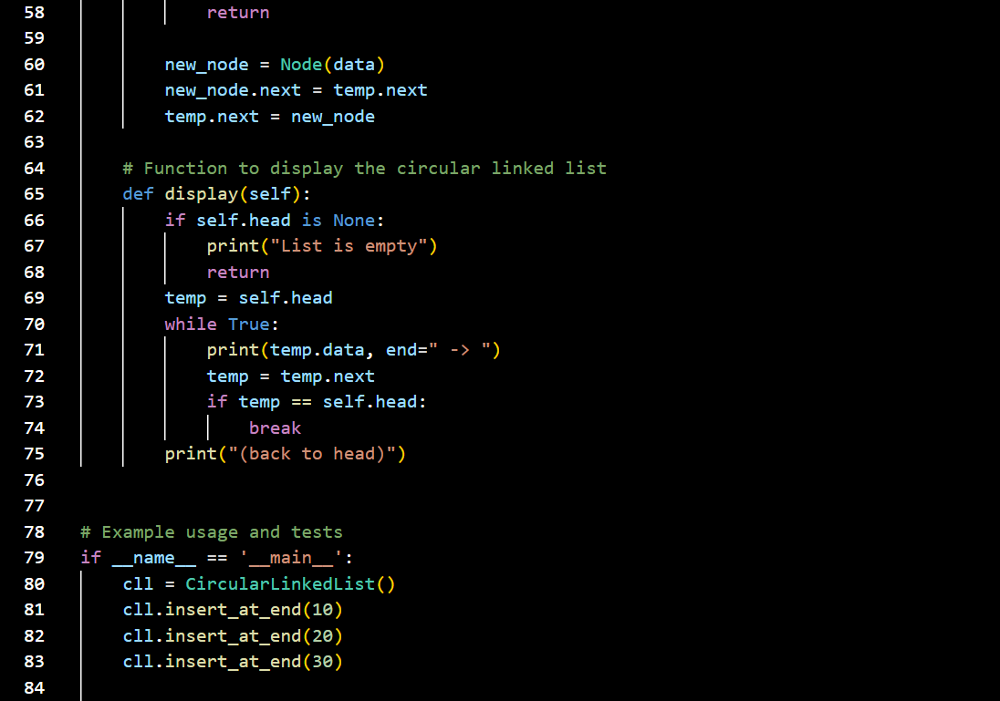 58 return
59
60 new_node = Node(data)
61 new_node.next = temp.next
62 temp.next = new_node
63
64 # Function to display the circular linked list
65 def display(self):
66 if self.head is None:
67 print("List is empty")
68 return
69 temp = self.head
70 while True:
71 print(temp.data, end=" -> ")
72 temp = temp.next
73 if temp == self.head:
74 break
75 print("(back to head)")
76
77
78 # Example usage and tests
79 if __name__ == '__main__':
80 cll = CircularLinkedList()
81 cll.insert_at_end(10)
82 cll.insert_at_end(20)
83 cll.insert_at_end(30)
84